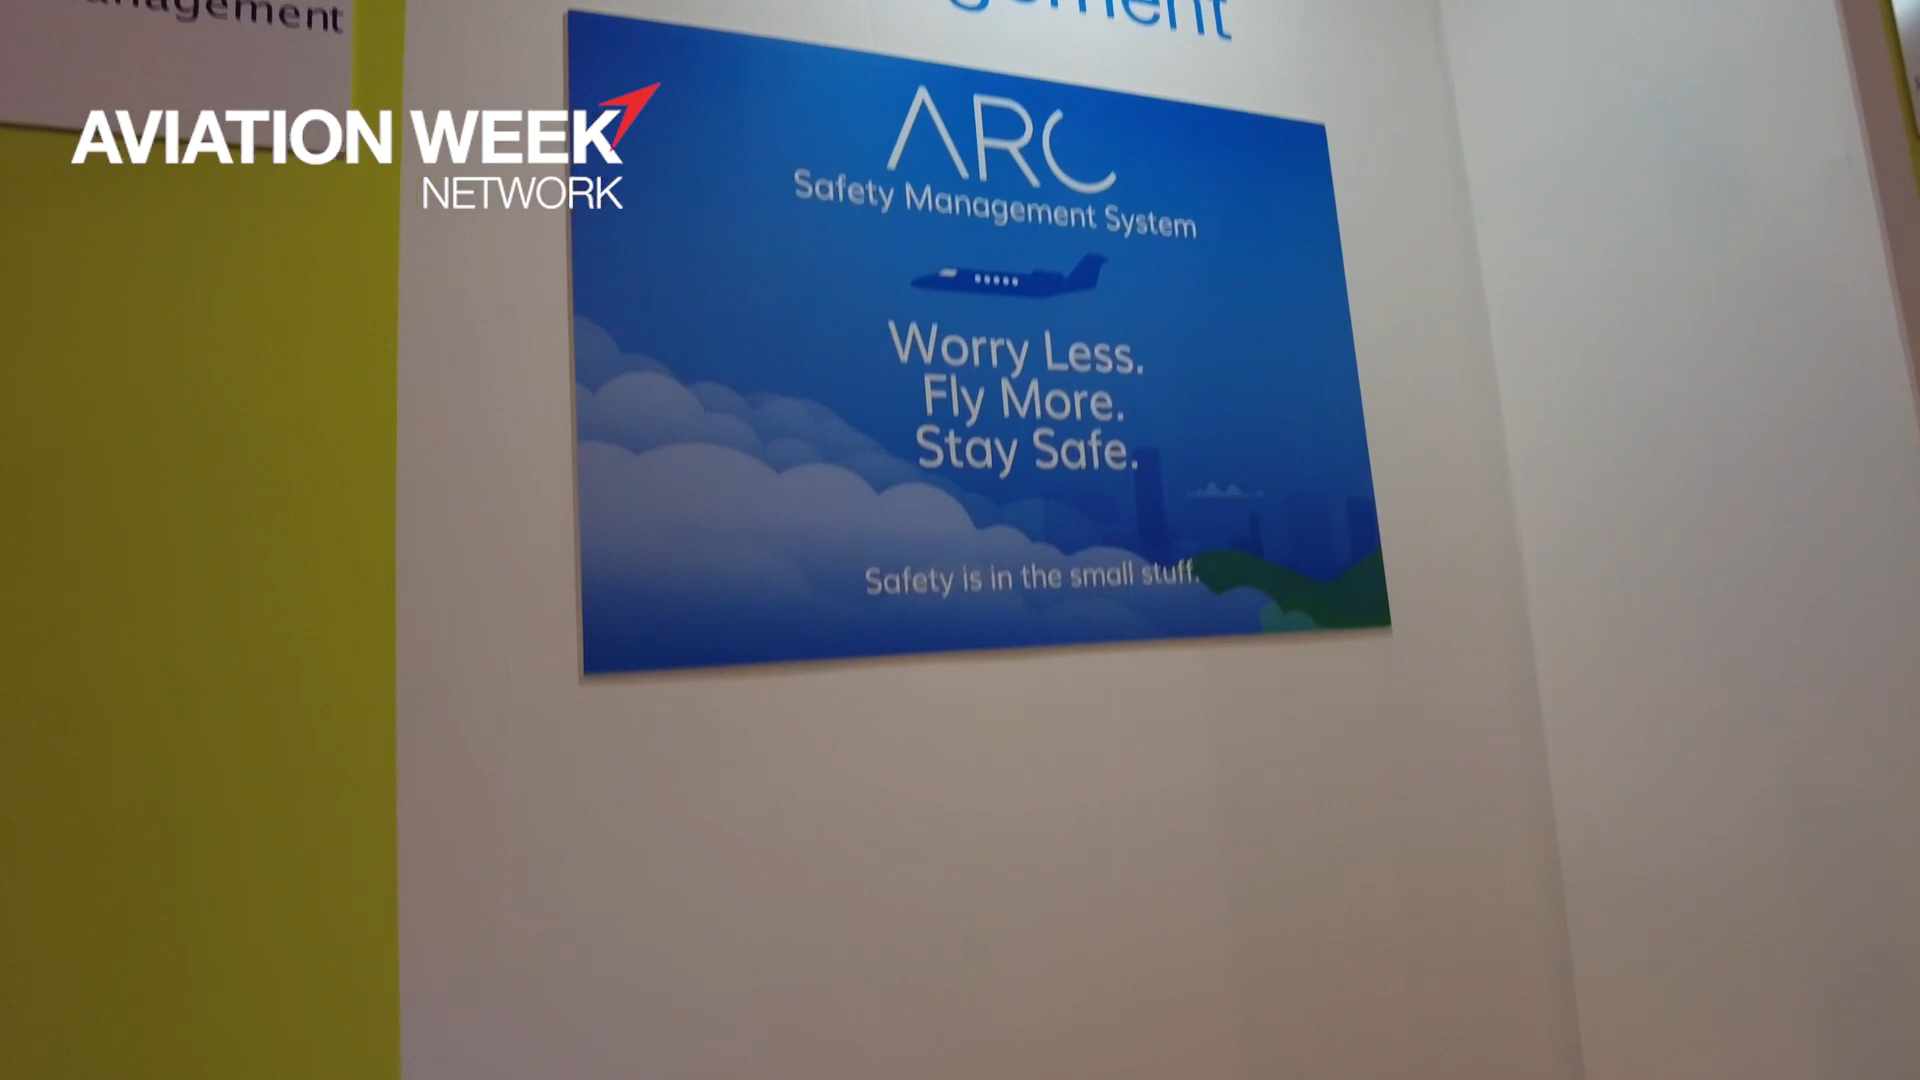 AVIATION WEEK
NETWORK
ARC
Safety Management System
Worry Less.
Fly More.
Stay Safe.
Safety is in the small stuff.